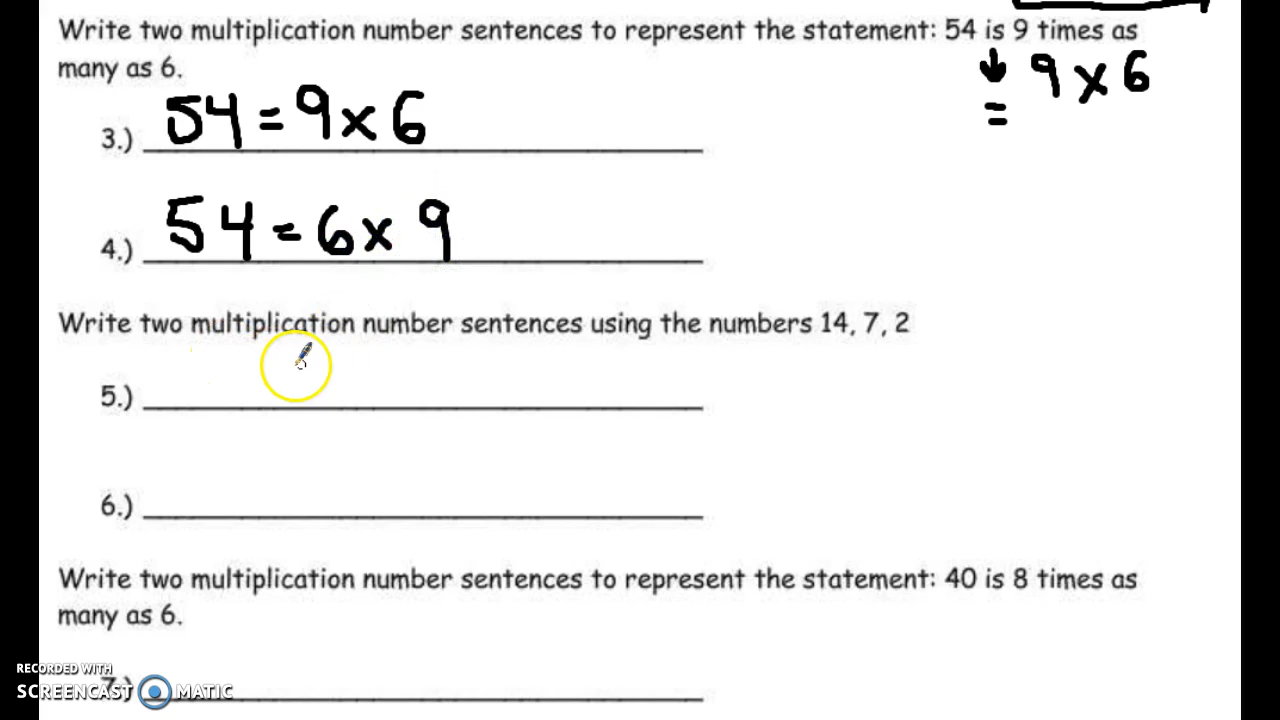 Write two multiplication number sentences to represent the statement: 54 is 9 times as
many as 6.
↓ 9 x 6
=
3.) 54 = 9 x 6
4.) 54 = 6 x 9
Write two multiplication number sentences using the numbers 14, 7, 2
5.)
6.)
Write two multiplication number sentences to represent the statement: 40 is 8 times as
many as 6.
7.)
RECORDED WITH
SCREENCAST MATIC